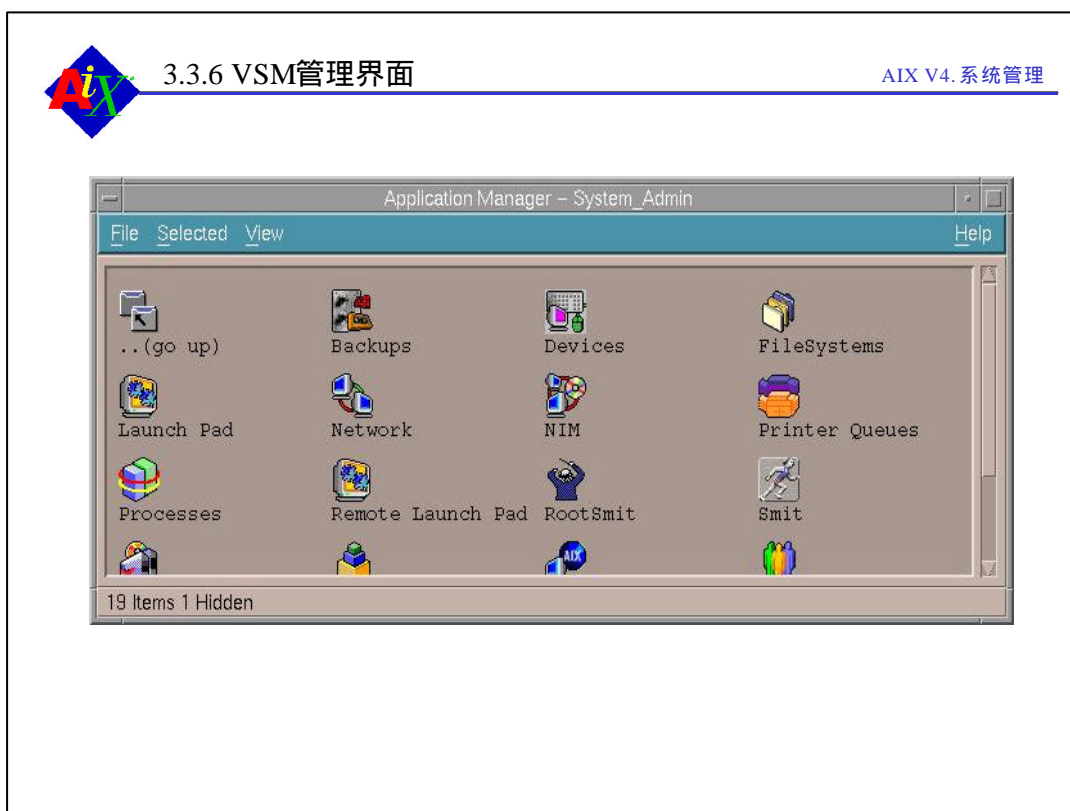 AiX
3.3.6 VSM管理界面
AIX V4.系统管理
Application Manager – System_Admin
File Selected View Help
..(go up) Backups Devices FileSystems
Launch Pad Network NIM Printer Queues
Processes Remote Launch Pad RootSmit Smit
AIX
19 Items 1 Hidden